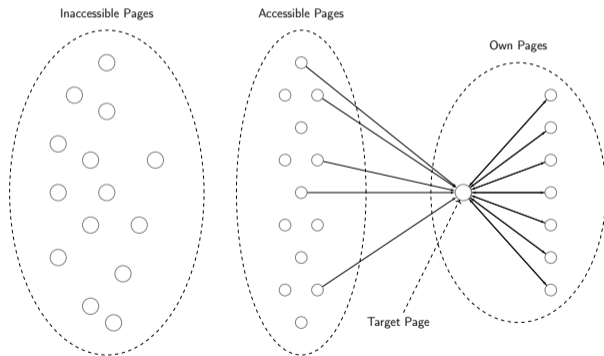 Inaccessible Pages
Accessible Pages
Own Pages
Target Page